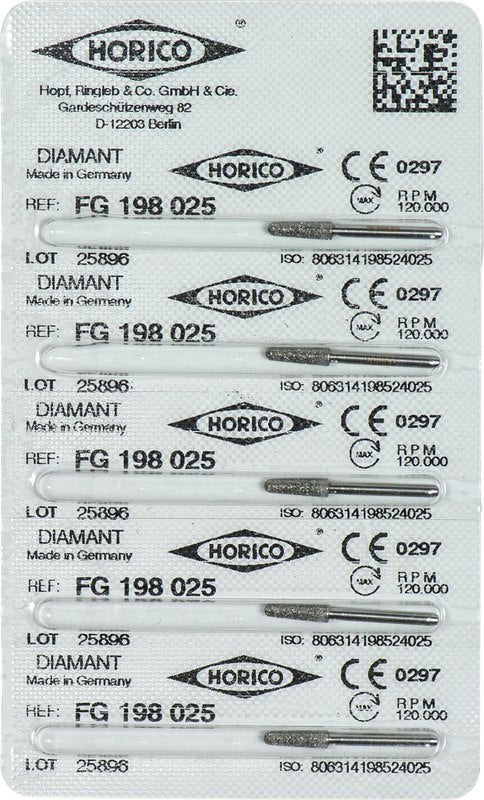 HORICO ®
Hopf, Ringleb & Co. GmbH & Cie.
Gardeschützenweg 82
D-12203 Berlin
DIAMANT HORICO ® CE 0297
Made in Germany
REF: FG 198 025 MAX RPM
120.000
LOT 25896 ISO: 806314198524025
DIAMANT HORICO ® CE 0297
Made in Germany
REF: FG 198 025 MAX RPM
120.000
LOT 25896 ISO: 806314198524025
DIAMANT HORICO ® CE 0297
Made in Germany
REF: FG 198 025 MAX RPM
120.000
LOT 25896 ISO: 806314198524025
DIAMANT HORICO ® CE 0297
Made in Germany
REF: FG 198 025 MAX RPM
120.000
LOT 25896 ISO: 806314198524025
DIAMANT HORICO ® CE 0297
Made in Germany
REF: FG 198 025 MAX RPM
120.000
LOT 25896 ISO: 806314198524025